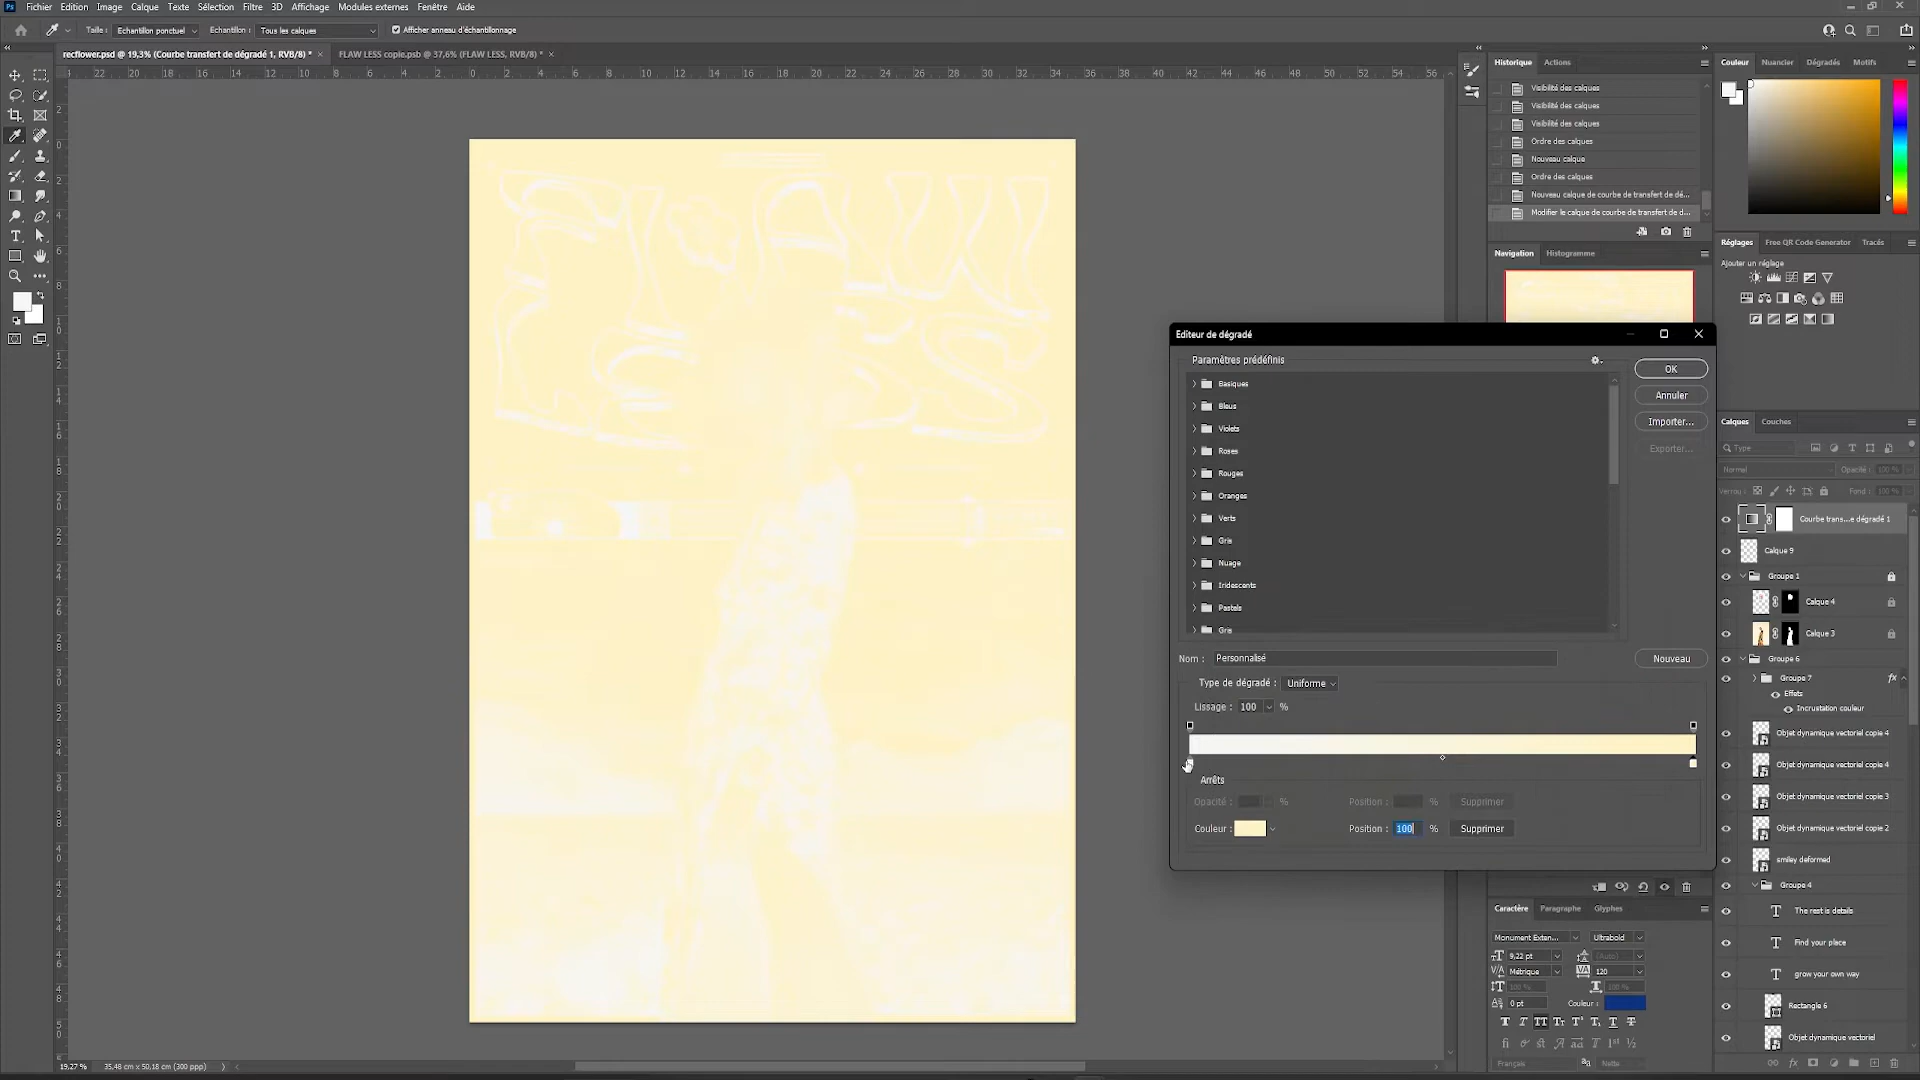 Fichier Edition Image Calque Texte Sélection Filtre 3D Affichage Modules externes Fenêtre Aide
Taille : Echantillon ponctuel Echantillon : Tous les calques Afficher anneau d'échantillonnage
recflower.psd @ 19,3% (Courbe transfert de dégradé 1, RVB/8) * FLAW LESS copie.psb @ 37,6% (FLAW LESS, RVB/8) *
Historique Actions
Visibilité des calques
Visibilité des calques
Visibilité des calques
Ordre des calques
Nouveau calque
Ordre des calques
Nouveau calque de courbe de transfert de dé...
Modifier le calque de courbe de transfert de d...
Navigation Histogramme
Couleur Nuancier Dégradés Motifs
Réglages Free QR Code Generator Tracés
Ajouter un réglage
Editeur de dégradé
Paramètres prédéfinis
Basiques
Bleus
Violets
Roses
Rouges
Oranges
Verts
Gris
Nuage
Iridescents
Pastels
Gris
OK
Annuler
Importer...
Exporter...
Nom : Personnalisé Nouveau
Type de dégradé : Uniforme
Lissage : 100 %
Arrêts
Opacité : % Position : % Supprimer
Couleur : Position : 100 % Supprimer
Calques Couches
Type
Normal Opacité : 100 %
Verrou : Fond : 100 %
Courbe trans...e dégradé 1
Calque 9
Groupe 1
Calque 4
Calque 3
Groupe 6
Groupe 7 fx
Effets
Incrustation couleur
Objet dynamique vectoriel copie 4
Objet dynamique vectoriel copie 4
Objet dynamique vectoriel copie 3
Objet dynamique vectoriel copie 2
smiley deformed
Groupe 4
The rest is details
Find your place
grow your own way
Rectangle 6
Objet dynamique vectoriel
Caractère Paragraphe Glyphes
Monument Exten... Ultrabold
9,22 pt (Auto)
Métrique 120
100 % 100 %
0 pt Couleur :
Français Nette
19,27 % 35,48 cm x 50,18 cm (300 ppp)